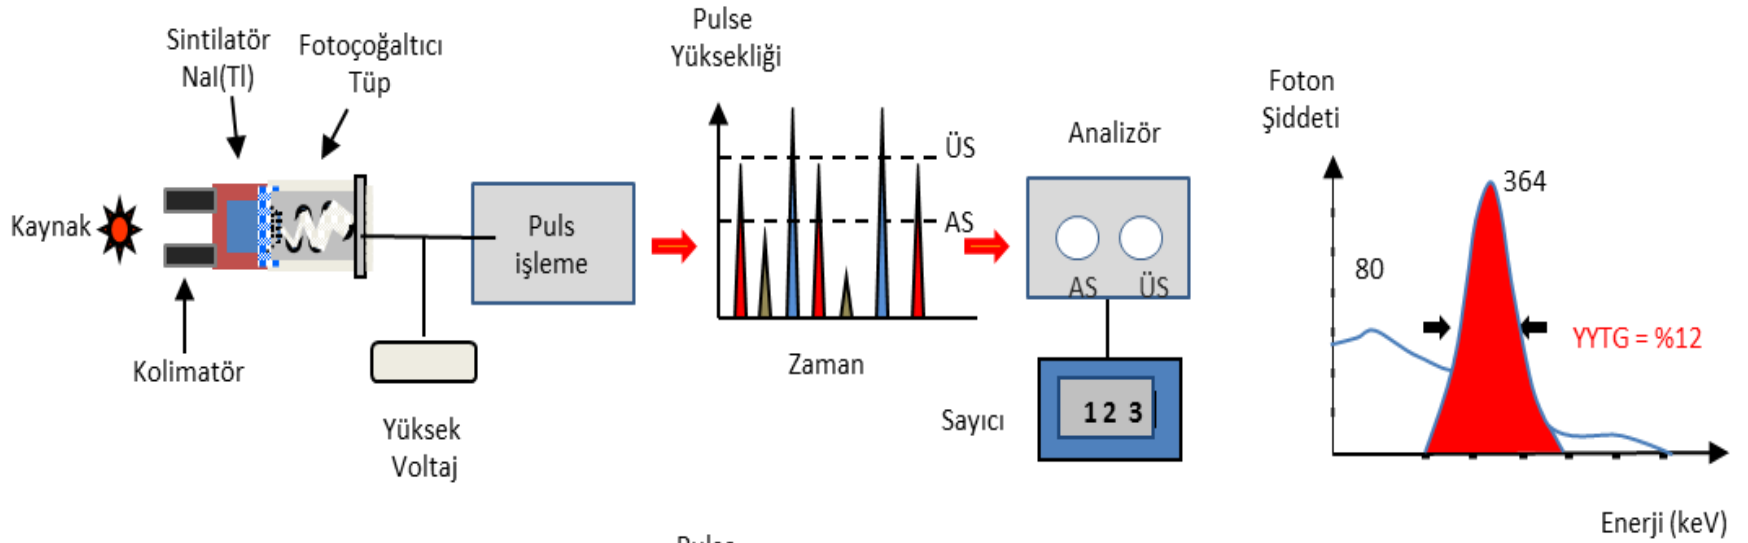 Sintilatör
NaI(Tl)
Fotoçoğaltıcı
Tüp
Kaynak
Kolimatör
Yüksek
Voltaj
Puls
işleme
Pulse
Yüksekliği
ÜS
AS
Zaman
Analizör
AS ÜS
Sayıcı
1 2 3
Foton
Şiddeti
364
80
YYTG = %12
Enerji (keV)
Pulse